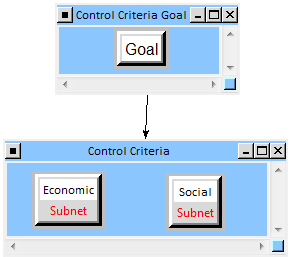 Control Criteria Goal
Goal
Control Criteria
Economic
Subnet
Social
Subnet